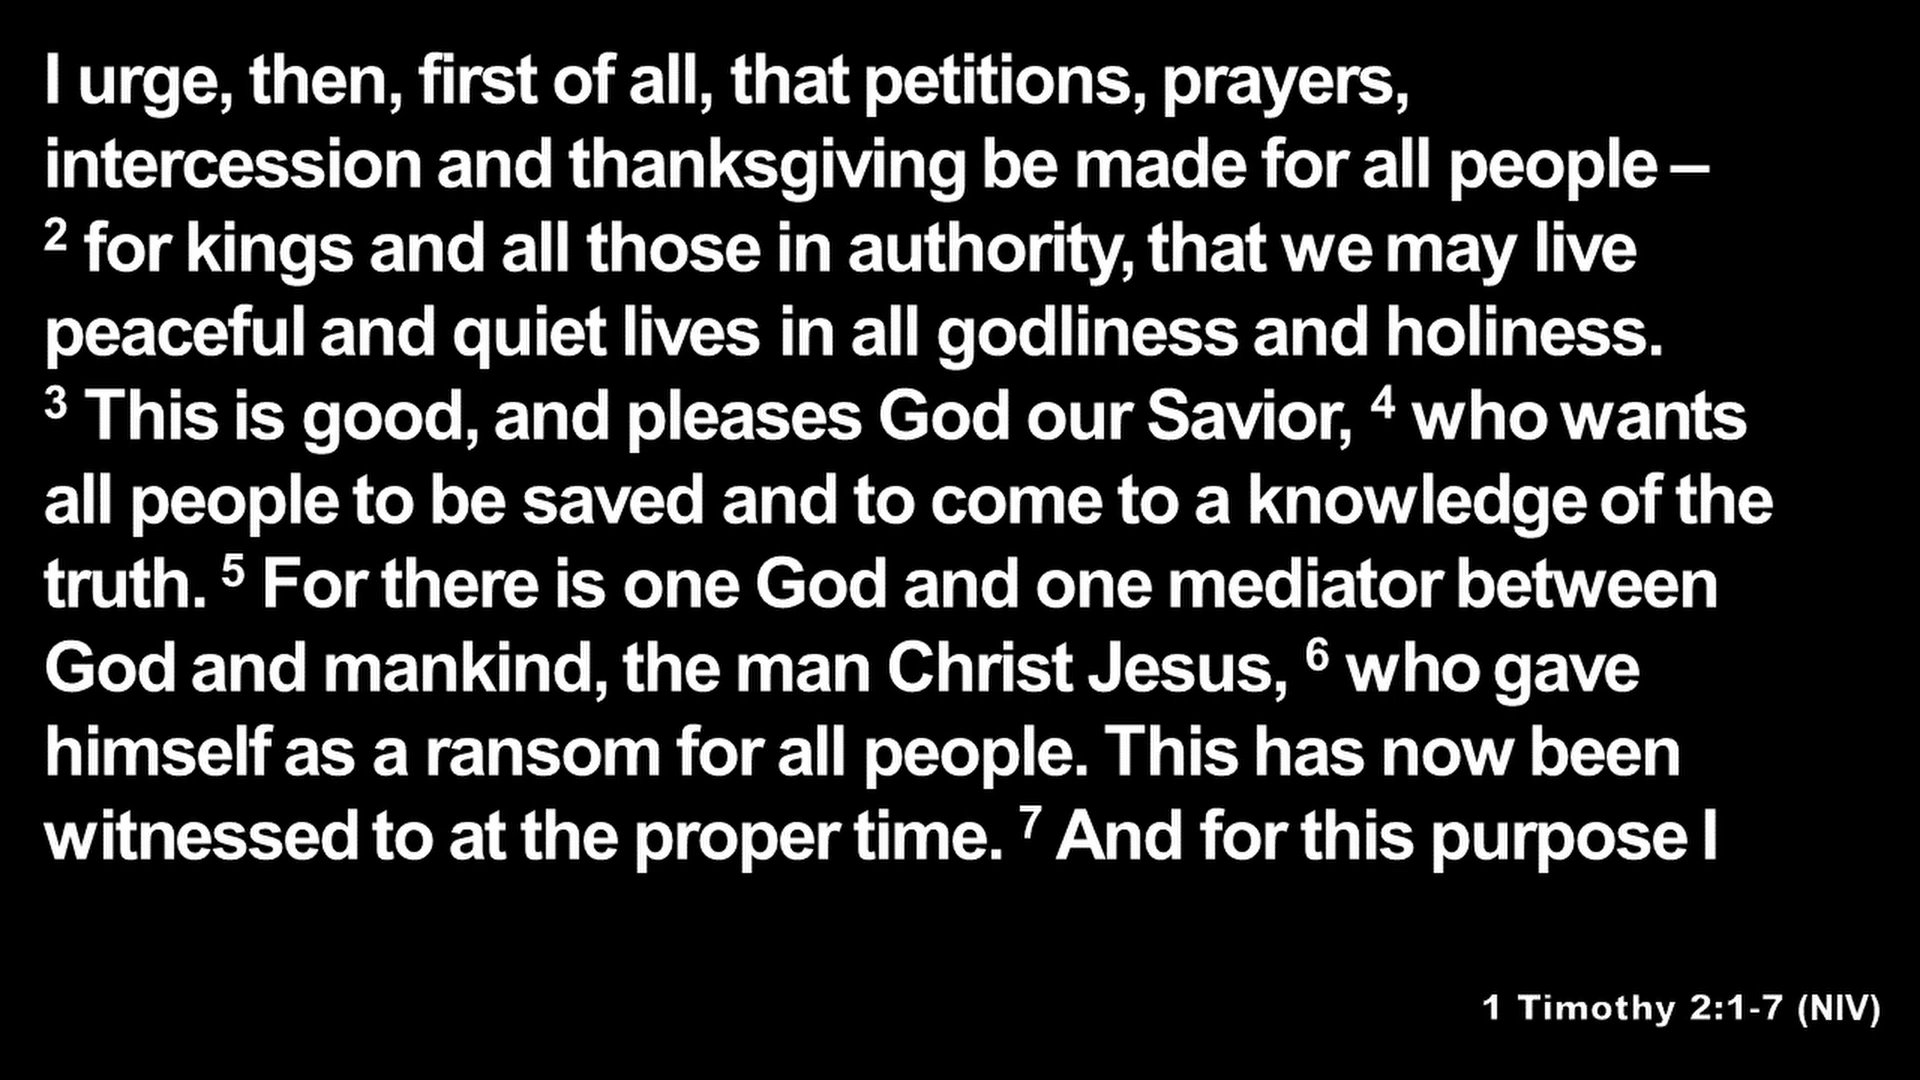 I urge, then, first of all, that petitions, prayers,
intercession and thanksgiving be made for all people –
2 for kings and all those in authority, that we may live
peaceful and quiet lives in all godliness and holiness.
3 This is good, and pleases God our Savior, 4 who wants
all people to be saved and to come to a knowledge of the
truth. 5 For there is one God and one mediator between
God and mankind, the man Christ Jesus, 6 who gave
himself as a ransom for all people. This has now been
witnessed to at the proper time. 7 And for this purpose I
1 Timothy 2:1-7 (NIV)